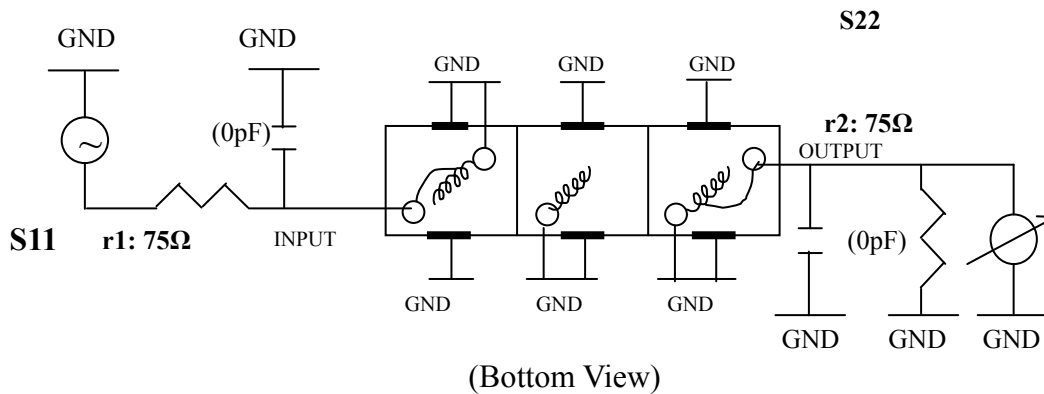 S22
GND
GND
GND
GND
GND
(0pF)
r2: 75Ω
OUTPUT
S11
r1: 75Ω
INPUT
(0pF)
GND
GND
GND
GND
GND
GND
(Bottom View)